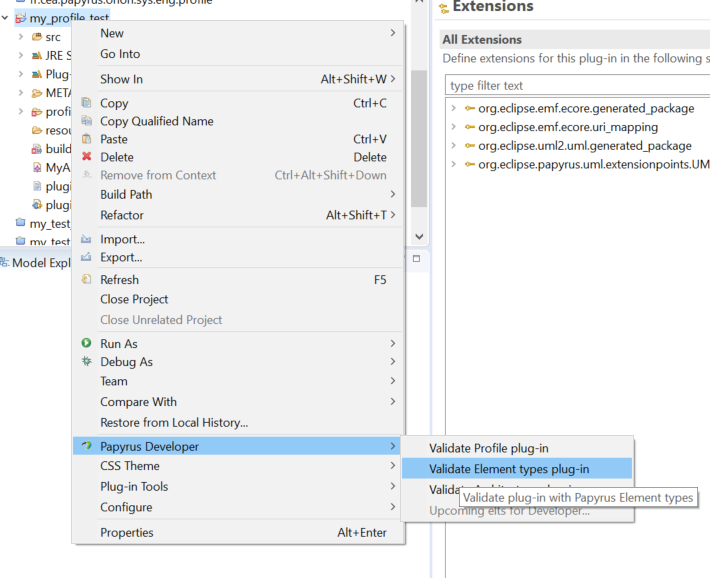 fr.cea.papyrus.onon.sys.eng.profile
my_profile_test
src
JRE S
Plug-
META
profi
resou
build
MyA
plugi
plugi
my_test
my_test
Model Expl
New
Go Into
Show In Alt+Shift+W
Copy Ctrl+C
Copy Qualified Name
Paste Ctrl+V
Delete Delete
Remove from Context Ctrl+Alt+Shift+Down
Build Path
Refactor Alt+Shift+T
Import...
Export...
Refresh F5
Close Project
Close Unrelated Project
Run As
Debug As
Team
Compare With
Restore from Local History...
Papyrus Developer
CSS Theme
Plug-in Tools
Configure
Properties Alt+Enter
Validate Profile plug-in
Validate Element types plug-in
Valida
Validate plug-in with Papyrus Element types
Upcoming elts for Developer...
Extensions
All Extensions
Define extensions for this plug-in in the following s
type filter text
org.eclipse.emf.ecore.generated_package
org.eclipse.emf.ecore.uri_mapping
org.eclipse.uml2.uml.generated_package
org.eclipse.papyrus.uml.extensionpoints.UM